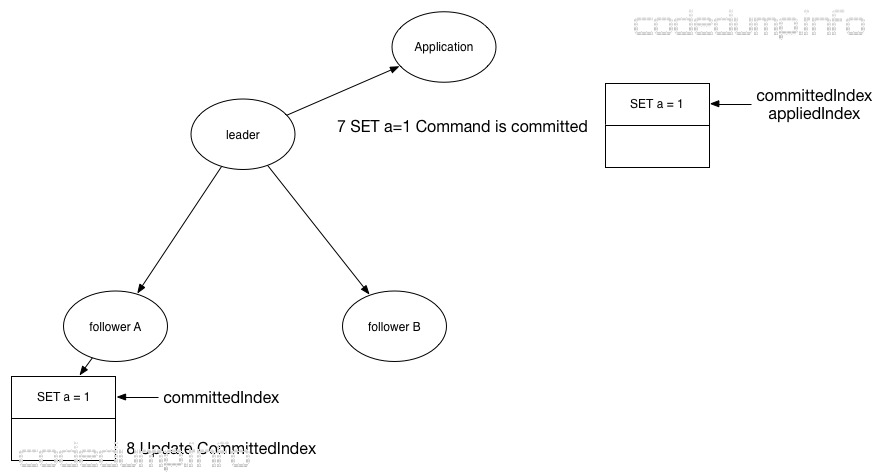 codedump info
Application
SET a = 1
committedIndex
appliedIndex
leader
7 SET a=1 Command is committed
follower A
follower B
SET a = 1
committedIndex
8 Update CommittedIndex
codedump info